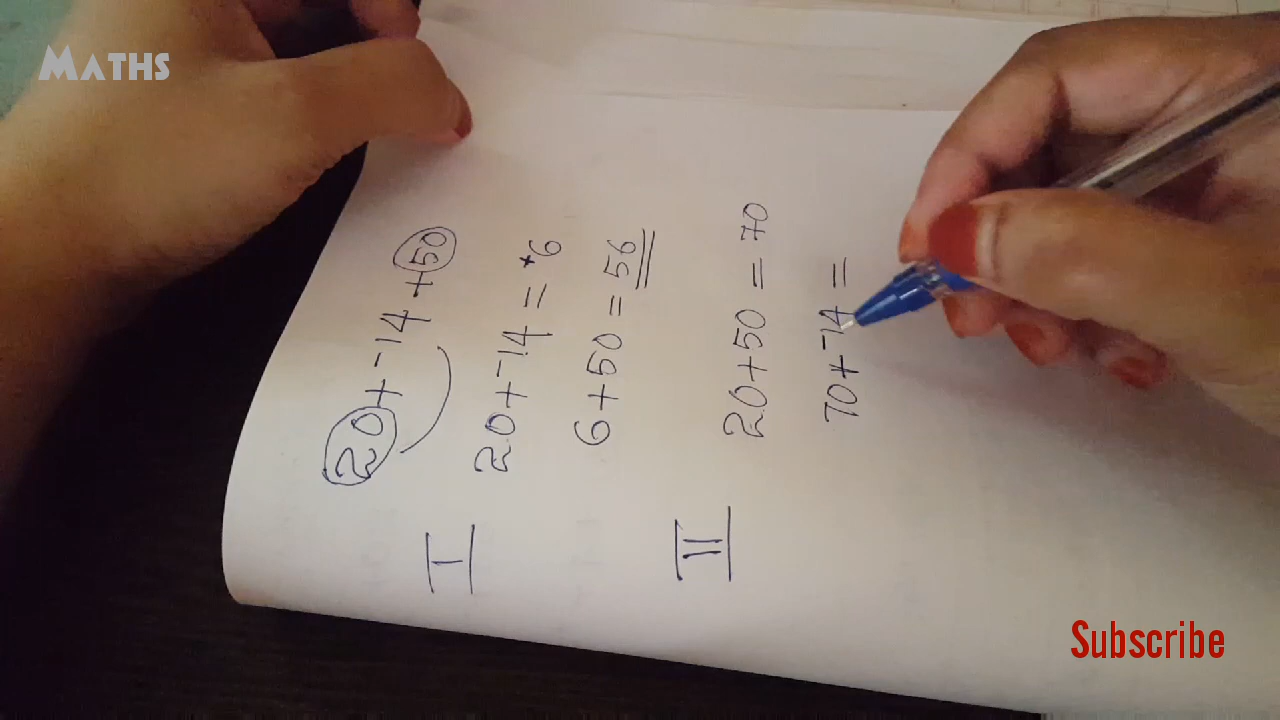 MATHS
20+⁻14+50
I
20+⁻14=⁺6
6+50=56
II
20+50=70
70+⁻14=
Subscribe